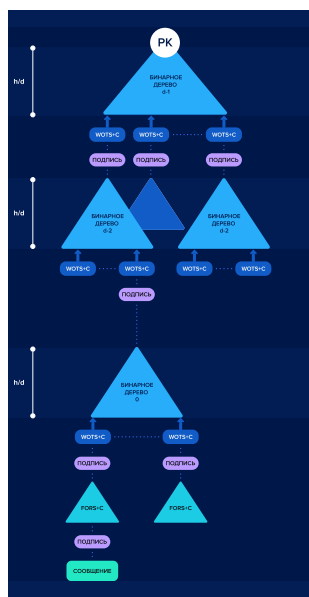 PK
h/d
БИНАРНОЕ
ДЕРЕВО
d-1
WOTS+C
WOTS+C
WOTS+C
ПОДПИСЬ
ПОДПИСЬ
ПОДПИСЬ
h/d
БИНАРНОЕ
ДЕРЕВО
d-2
БИНАРНОЕ
ДЕРЕВО
d-2
WOTS+C
WOTS+C
WOTS+C
WOTS+C
ПОДПИСЬ
h/d
БИНАРНОЕ
ДЕРЕВО
0
WOTS+C
WOTS+C
ПОДПИСЬ
ПОДПИСЬ
FORS+C
FORS+C
ПОДПИСЬ
СООБЩЕНИЕ